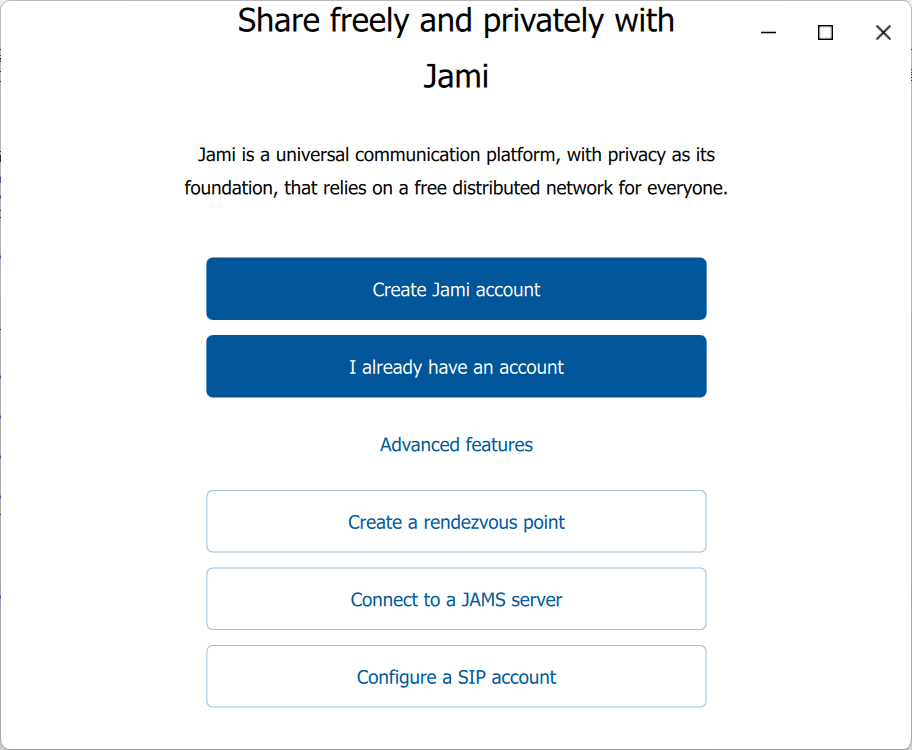 Share freely and privately with
Jami
Jami is a universal communication platform, with privacy as its
foundation, that relies on a free distributed network for everyone.
Create Jami account
I already have an account
Advanced features
Create a rendezvous point
Connect to a JAMS server
Configure a SIP account